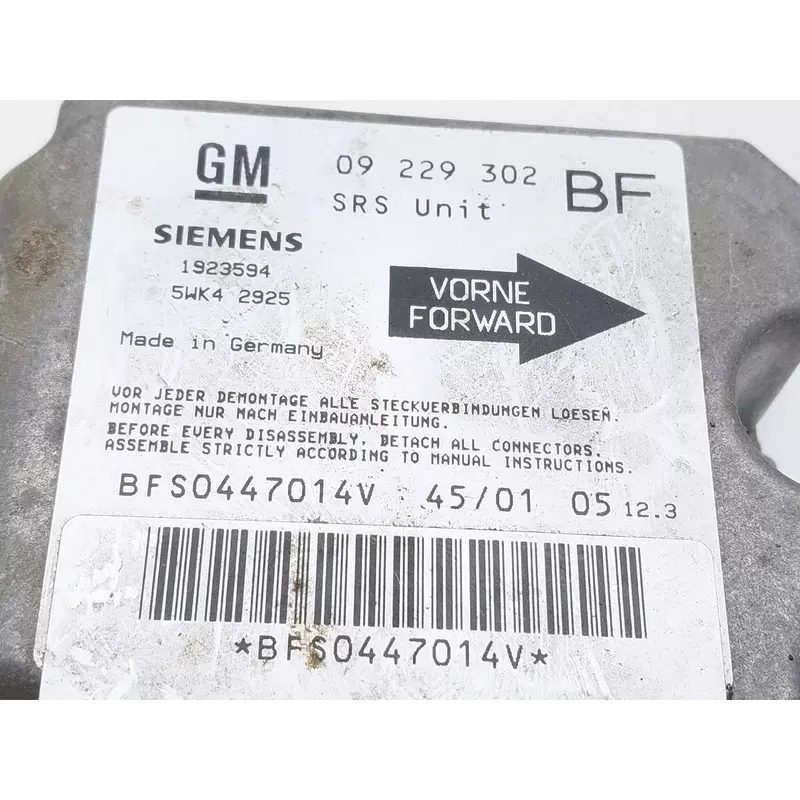 GM 09 229 302 BF
SRS Unit
SIEMENS
1923594
5WK4 2925
VORNE
FORWARD
Made in Germany
VOR JEDER DEMONTAGE ALLE STECKVERBINDUNGEN LOESEN.
MONTAGE NUR NACH EINBAUANLEITUNG.
BEFORE EVERY DISASSEMBLY, DETACH ALL CONNECTORS.
ASSEMBLE STRICTLY ACCORDING TO MANUAL INSTRUCTIONS.
BFS0447014V 45/01 05 12.3
*BFS0447014V*